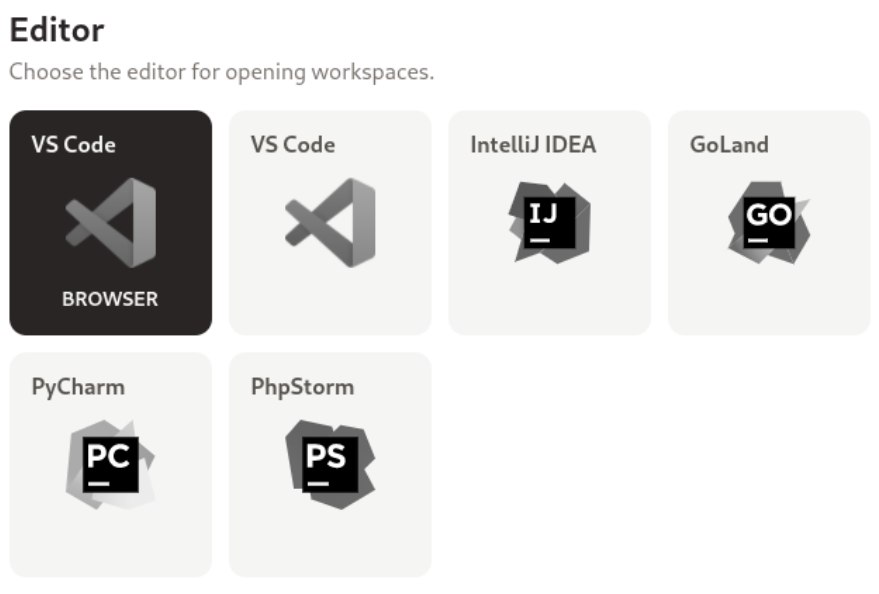 Editor
Choose the editor for opening workspaces.
VS Code
VS Code
IntelliJ IDEA
GoLand
IJ
GO
BROWSER
PyCharm
PhpStorm
PC
PS